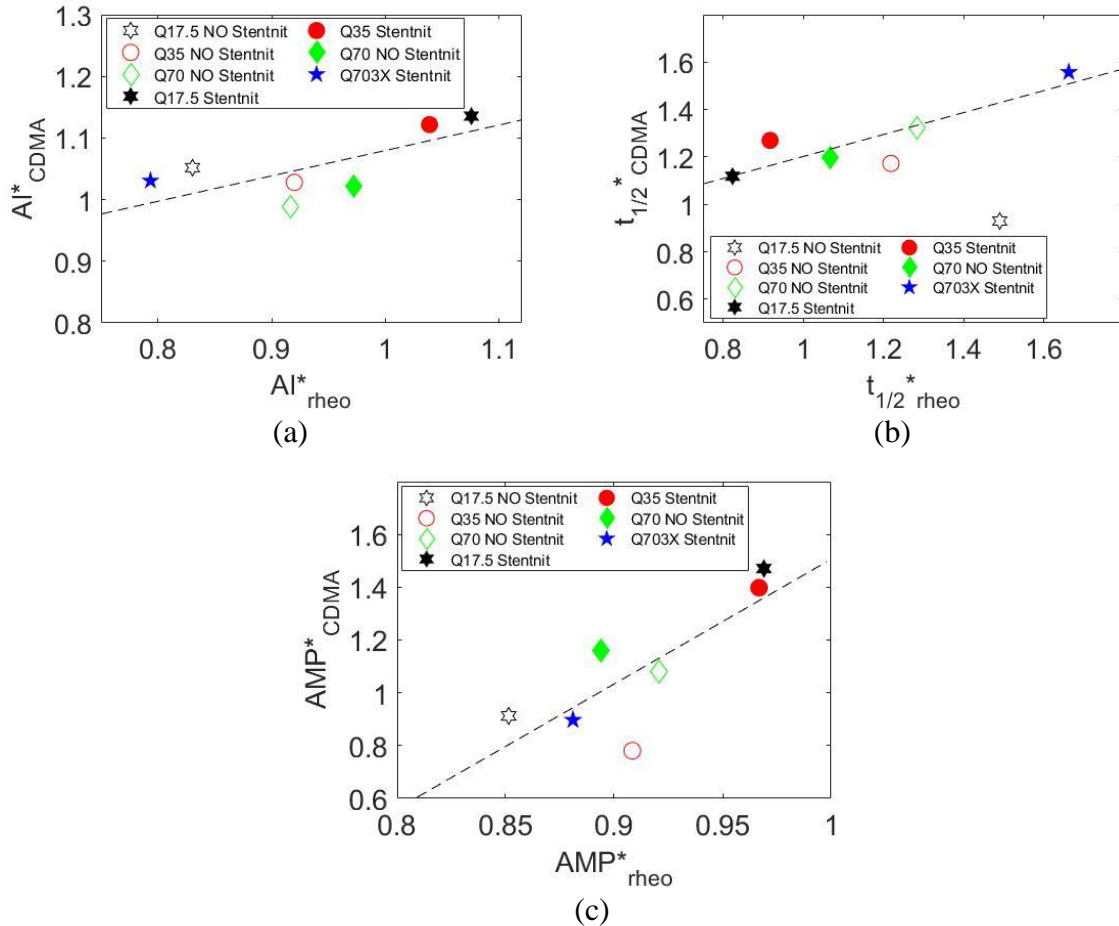 1.3
1.2
1.1
1
0.9
0.8
AI*CDMA
Q17.5 NO Stentnit
Q35 NO Stentnit
Q70 NO Stentnit
Q17.5 Stentnit
Q35 Stentnit
Q70 NO Stentnit
Q703X Stentnit
0.8 0.9 1 1.1
AI*rheo
(a)
1.6
1.4
1.2
1
0.8
0.6
t1/2*CDMA
Q17.5 NO Stentnit
Q35 NO Stentnit
Q70 NO Stentnit
Q17.5 Stentnit
Q35 Stentnit
Q70 NO Stentnit
Q703X Stentnit
0.8 1 1.2 1.4 1.6
t1/2*rheo
(b)
1.6
1.4
1.2
1
0.8
0.6
AMP*CDMA
Q17.5 NO Stentnit
Q35 NO Stentnit
Q70 NO Stentnit
Q17.5 Stentnit
Q35 Stentnit
Q70 NO Stentnit
Q703X Stentnit
0.8 0.85 0.9 0.95 1
AMP*rheo
(c)